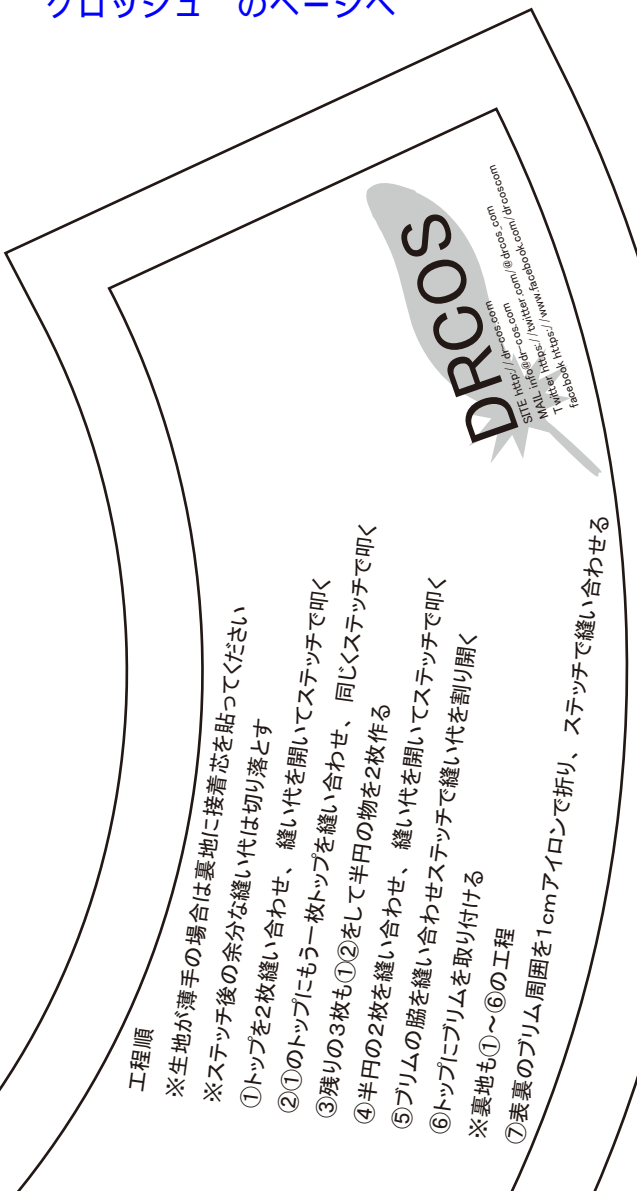 クロッシュ のページへ
DRCOS
SITE http://dr-cos.com
MAIL info@dr-cos.com
Twitter https://twitter.com/@drcos_com
facebook https://www.facebook.com/drcoscom
工程順
※生地が薄手の場合は裏地に接着芯を貼ってください
※ステッチ後の余分な縫い代は切り落とす
①トップを2枚縫い合わせ、縫い代を開いてステッチで叩く
②①のトップにもう一枚トップを縫い合わせ、同じくステッチで叩く
③残りの3枚も①②をして半円の物を2枚作る
④半円の2枚を縫い合わせ、縫い代を開いてステッチで叩く
⑤ブリムの脇を縫い合わせステッチで縫い代を割り開く
⑥トップにブリムを取り付ける
※裏地も①～⑥の工程
⑦表裏のブリム周囲を1cmアイロンで折り、ステッチで縫い合わせる